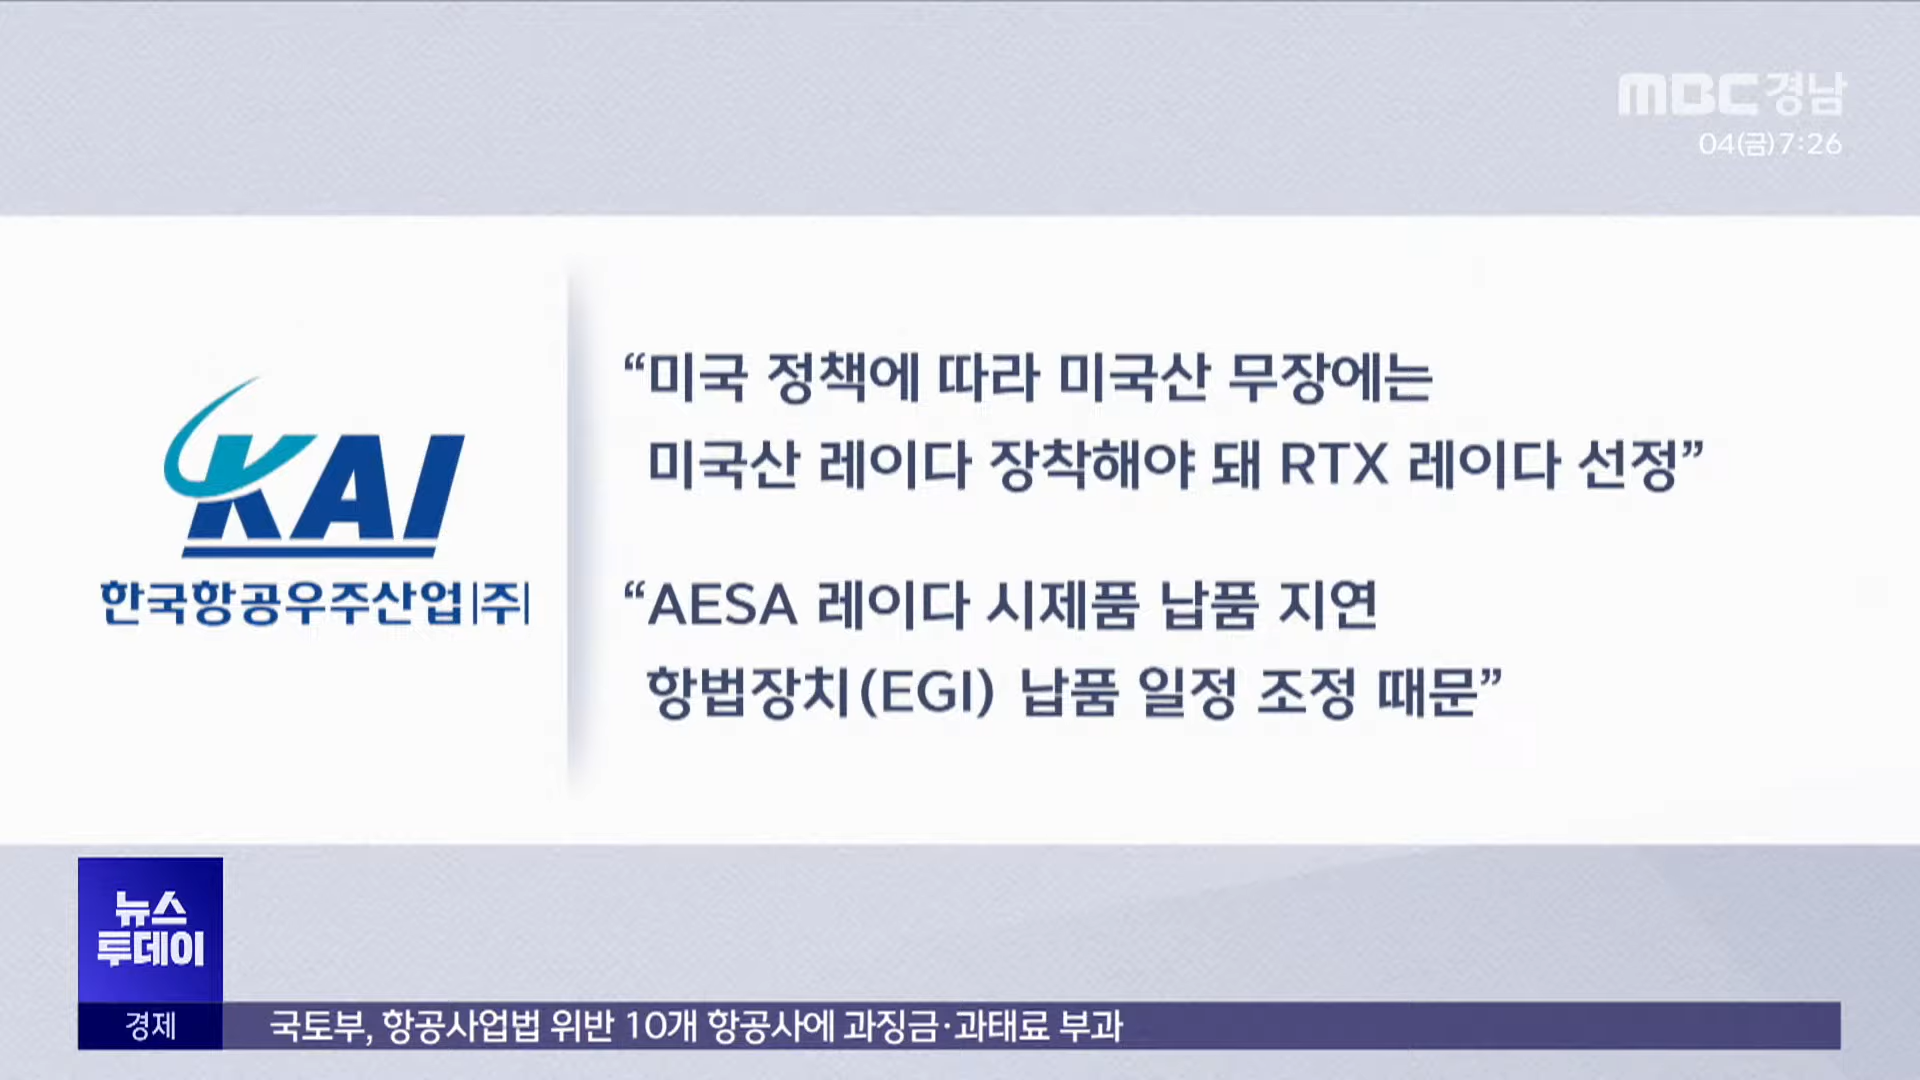 MBC경남
04(금)7:26
“미국 정책에 따라 미국산 무장에는
미국산 레이다 장착해야 돼 RTX 레이다 선정”
KAI
한국항공우주산업|주|
“AESA 레이다 시제품 납품 지연
항법장치(EGI) 납품 일정 조정 때문”
뉴스
투데이
경제
국토부, 항공사업법 위반 10개 항공사에 과징금·과태료 부과